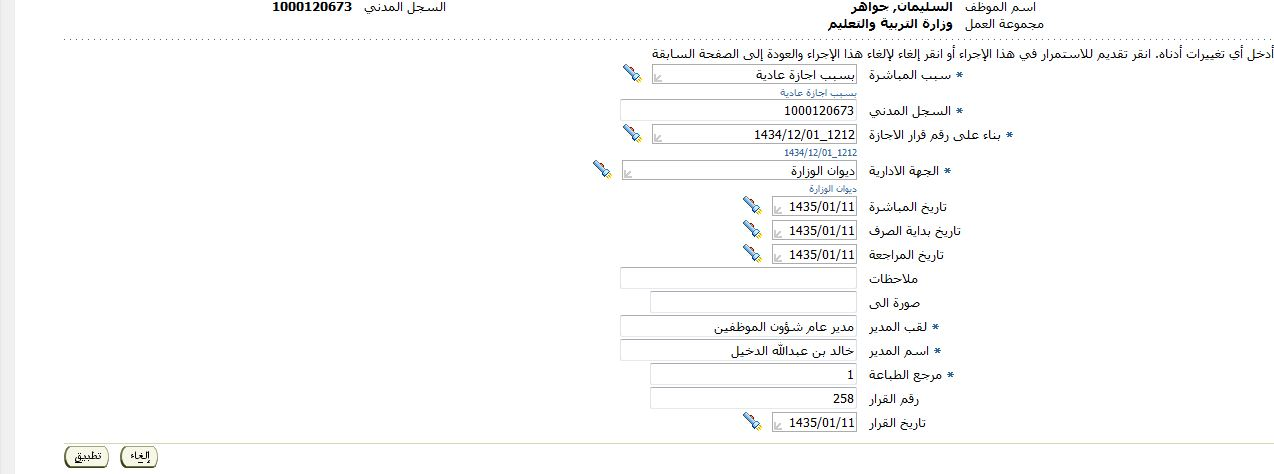 اسم الموظف السليمان, جواهر السجل المدني 1000120673
مجموعة العمل وزارة التربية والتعليم
أدخل أي تغييرات أدناه. انقر تقديم للاستمرار في هذا الإجراء أو انقر إلغاء لإلغاء هذا الإجراء والعودة إلى الصفحة السابقة
* سبب المباشرة بسبب اجازة عادية
بسبب اجازة عادية
* السجل المدني 1000120673
* بناء على رقم قرار الاجازة 1434/12/01_1212
1434/12/01_1212
* الجهة الادارية ديوان الوزارة
ديوان الوزارة
تاريخ المباشرة 1435/01/11
تاريخ بداية الصرف 1435/01/11
تاريخ المراجعة 1435/01/11
ملاحظات
صورة الى
* لقب المدير مدير عام شؤون الموظفين
* اسم المدير خالد بن عبدالله الدخيل
* مرجع الطباعة 1
رقم القرار 258
تاريخ القرار 1435/01/11
إلغاء تطبيق